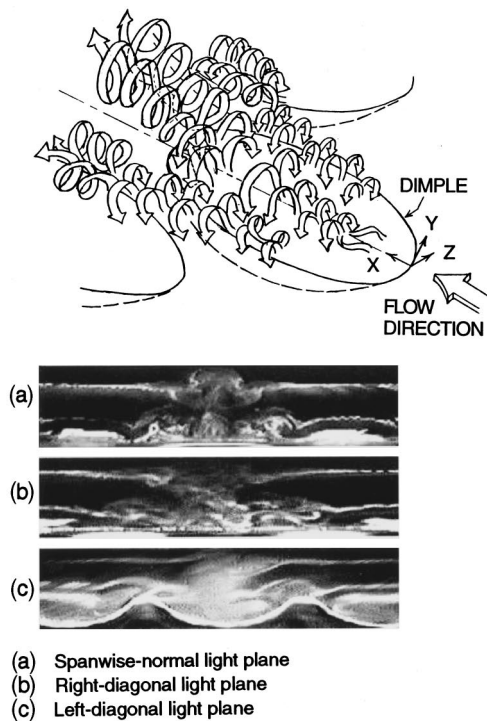 DIMPLE
Y
X
Z
FLOW
DIRECTION
(a)
(b)
(c)
(a) Spanwise-normal light plane
(b) Right-diagonal light plane
(c) Left-diagonal light plane